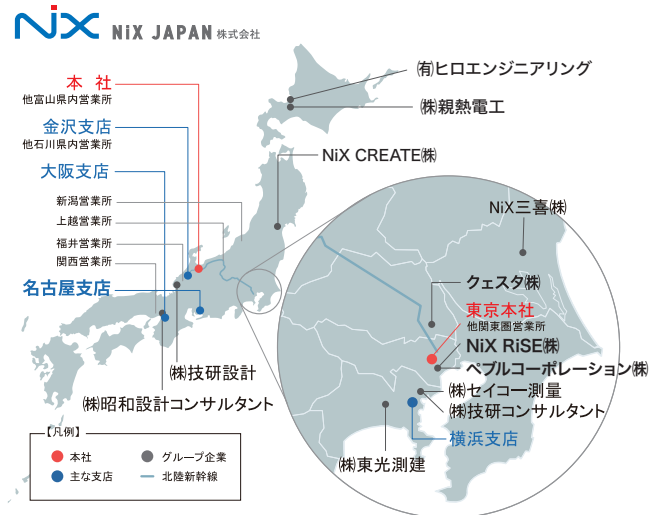 NiX
NiX JAPAN 株式会社
本 社
他富山県内営業所
金沢支店
他石川県内営業所
大阪支店
新潟営業所
上越営業所
福井営業所
関西営業所
名古屋支店
㈲ヒロエンジニアリング
㈱親熱電工
NiX CREATE㈱
NiX三喜㈱
クェスタ㈱
東京本社
他関東圏営業所
NiX RiSE㈱
ペブルコーポレーション㈱
㈱セイコー測量
㈱技研コンサルタント
横浜支店
㈱東光測建
㈱技研設計
㈱昭和設計コンサルタント
【凡例】
本社
グループ企業
主な支店
北陸新幹線